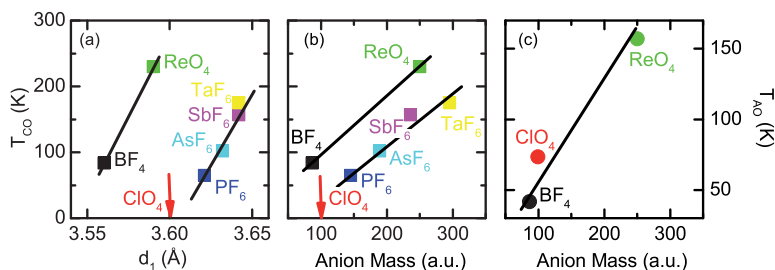 300
250
200
150
100
50
0
T_CO (K)
(a)
ReO₄
TaF₆
SbF₆
AsF₆
BF₄
PF₆
ClO₄
3.55
3.60
3.65
d₁ (Å)
(b)
ReO₄
SbF₆
TaF₆
BF₄
AsF₆
PF₆
ClO₄
100
200
300
Anion Mass (a.u.)
(c)
ReO₄
ClO₄
BF₄
100
200
300
Anion Mass (a.u.)
150
100
50
T_AO (K)